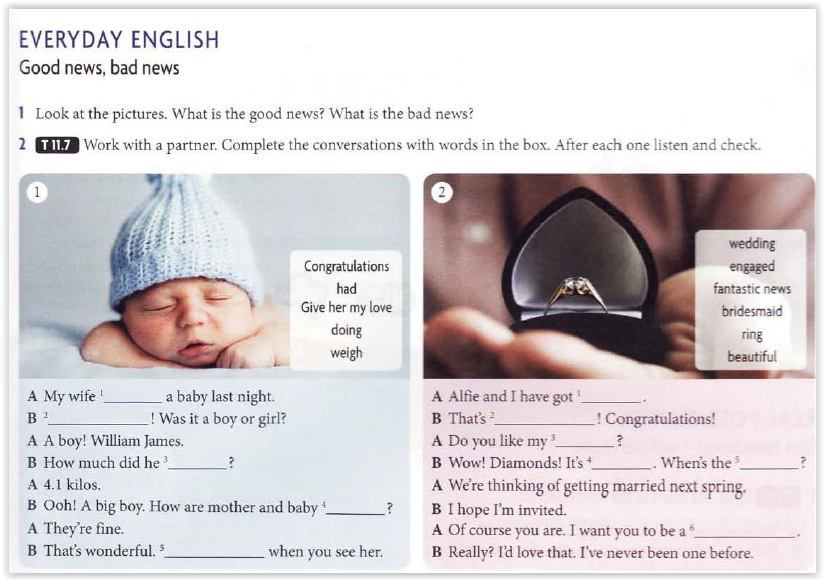 EVERYDAY ENGLISH
Good news, bad news
1 Look at the pictures. What is the good news? What is the bad news?
2 T 11.7 Work with a partner. Complete the conversations with words in the box. After each one listen and check.
1
Congratulations
had
Give her my love
doing
weigh
A My wife ¹________ a baby last night.
B ²______________! Was it a boy or girl?
A A boy! William James.
B How much did he ³________?
A 4.1 kilos.
B Ooh! A big boy. How are mother and baby ⁴________?
A They're fine.
B That's wonderful. ⁵______________ when you see her.
2
wedding
engaged
fantastic news
bridesmaid
ring
beautiful
A Alfie and I have got ¹________.
B That's ²______________! Congratulations!
A Do you like my ³________?
B Wow! Diamonds! It's ⁴________. When's the ⁵________?
A We're thinking of getting married next spring.
B I hope I'm invited.
A Of course you are. I want you to be a ⁶______________.
B Really? I'd love that. I've never been one before.